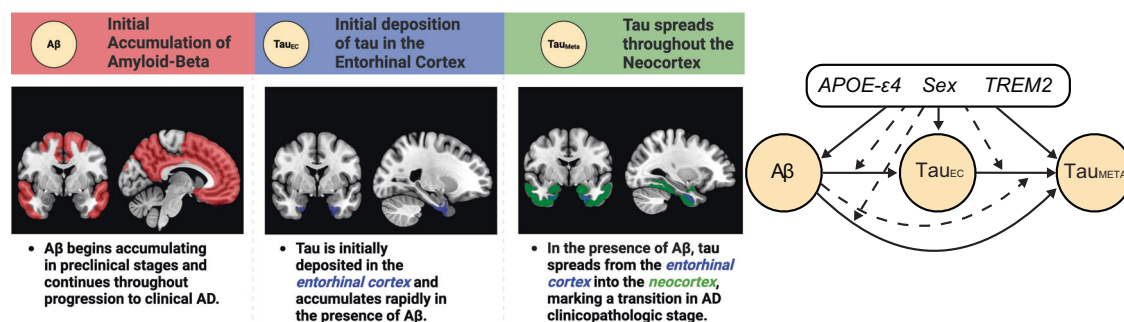 Aβ
Initial
Accumulation of
Amyloid-Beta
TauEC
Initial deposition
of tau in the
Entorhinal Cortex
TauMeta
Tau spreads
throughout the
Neocortex
• Aβ begins accumulating
in preclinical stages and
continues throughout
progression to clinical AD.
• Tau is initially
deposited in the
entorhinal cortex and
accumulates rapidly in
the presence of Aβ.
• In the presence of Aβ, tau
spreads from the entorhinal
cortex into the neocortex,
marking a transition in AD
clinicopathologic stage.
APOE-ε4 Sex TREM2
Aβ
TauEC
TauMETA